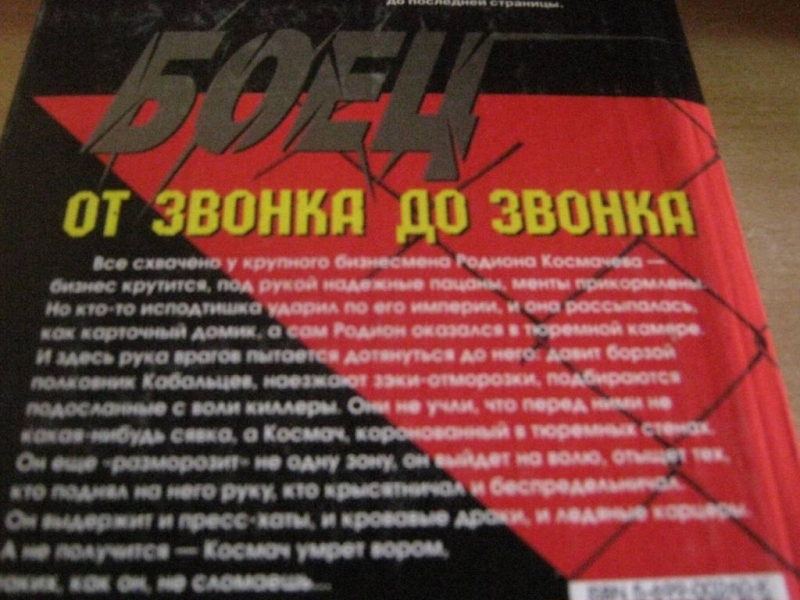 до последней страницы.
БОЕЦ
ОТ ЗВОНКА ДО ЗВОНКА
Все схвачено у крупного бизнесмена Родиона Космачева —
бизнес крутится, под рукой надежные пацаны, менты прикормлены.
Но кто-то исподтишка ударил по его империи, и она рассыпалась,
как карточный домик, а сам Родион оказался в тюремной камере.
И здесь рука врагов пытается дотянуться до него: давит борзой
полковник Кабальцев, наезжают зэки-отморозки, подбираются
подосланные с воли киллеры. Они не учли, что перед ними не
какая-нибудь сявка, а Космач, коронованный в тюремных стенах.
Он еще «разморозит» не одну зону, он выйдет на волю, отыщет тех,
кто поднял на него руку, кто крысятничал и беспредельничал.
Он выдержит и пресс-хаты, и кровавые драки, и ледяные карцеры.
А не получится — Космач умрет вором,
таких, как он, не сломаешь...